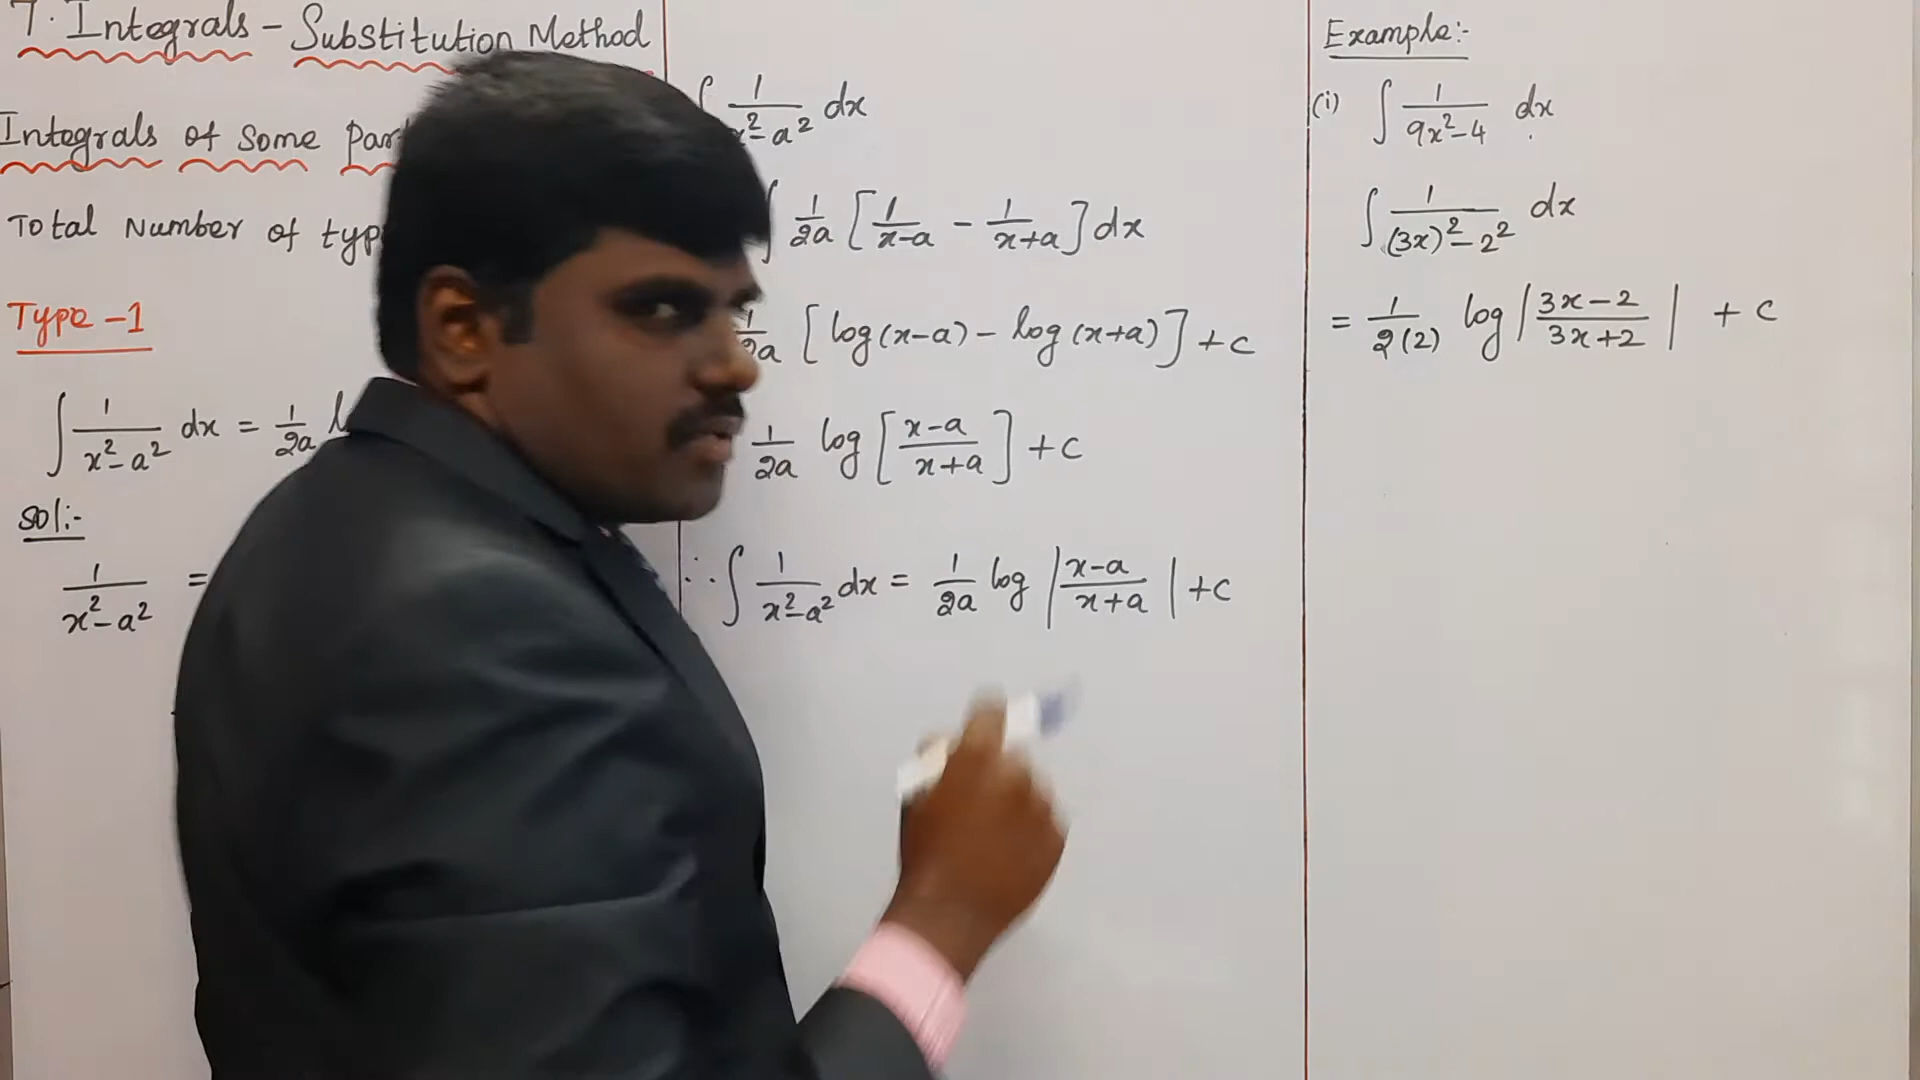 7. Integrals - Substitution Method
Integrals of Some
Total Number of
Type -1
∫ 1/(x²-a²) dx = 1/2a
Sol:-
1/(x²-a²) =
∫ 1/(x²-a²) dx
∫ 1/2a [1/(x-a) - 1/(x+a)] dx
1/2a [log(x-a) - log(x+a)] + c
1/2a log [(x-a)/(x+a)] + c
∴ ∫ 1/(x²-a²) dx = 1/2a log |(x-a)/(x+a)| + c
Example:-
(i) ∫ 1/(9x²-4) dx
∫ 1/((3x)²-2²) dx
= 1/2(2) log |(3x-2)/(3x+2)| + c